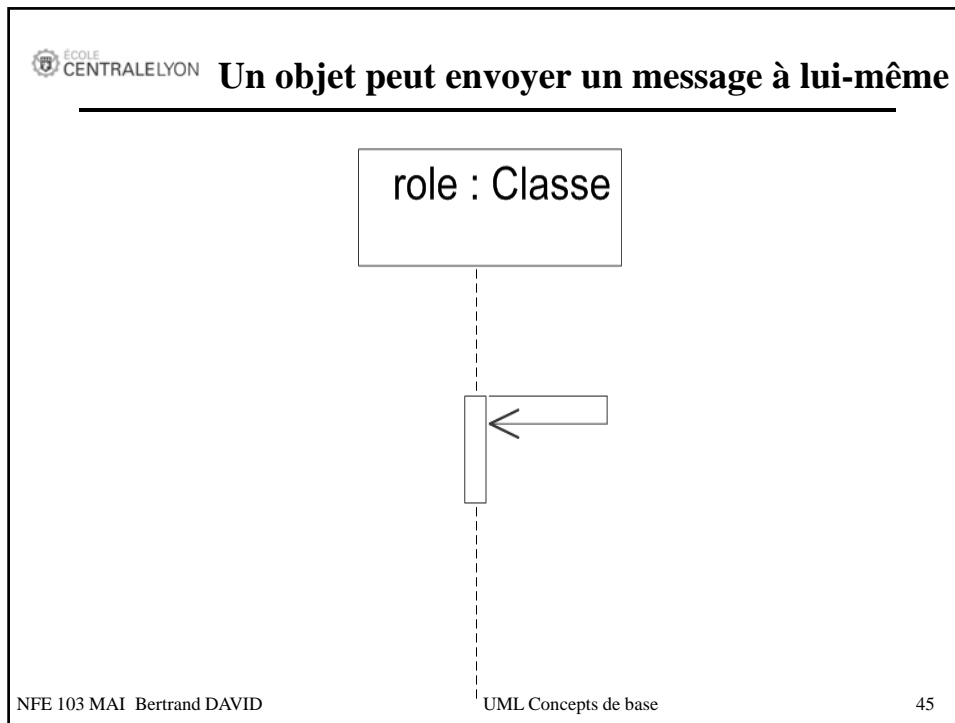 ÉCOLE
CENTRALELYON
Un objet peut envoyer un message à lui-même
role : Classe
NFE 103 MAI Bertrand DAVID
UML Concepts de base
45